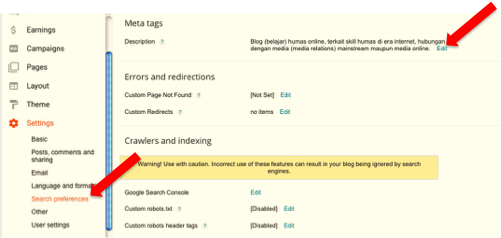 Earnings
Campaigns
Pages
Layout
Theme
Settings
Basic
Posts, comments and
sharing
Email
Language and
Search preferences
Other
User settings
Meta tags
Description ? Blog (belajar) humas online, terkait skill humas di era internet, hubungan
dengan media (media relations) mainstream maupun media online. Edit
Errors and redirections
Custom Page Not Found ? [Not Set] Edit
Custom Redirects ? no items Edit
Crawlers and indexing
Warning! Use with caution. Incorrect use of these features can result in your blog being ignored by search
engines.
Google Search Console Edit
Custom robots.txt ? [Disabled] Edit
Custom robots header tags ? [Disabled] Edit